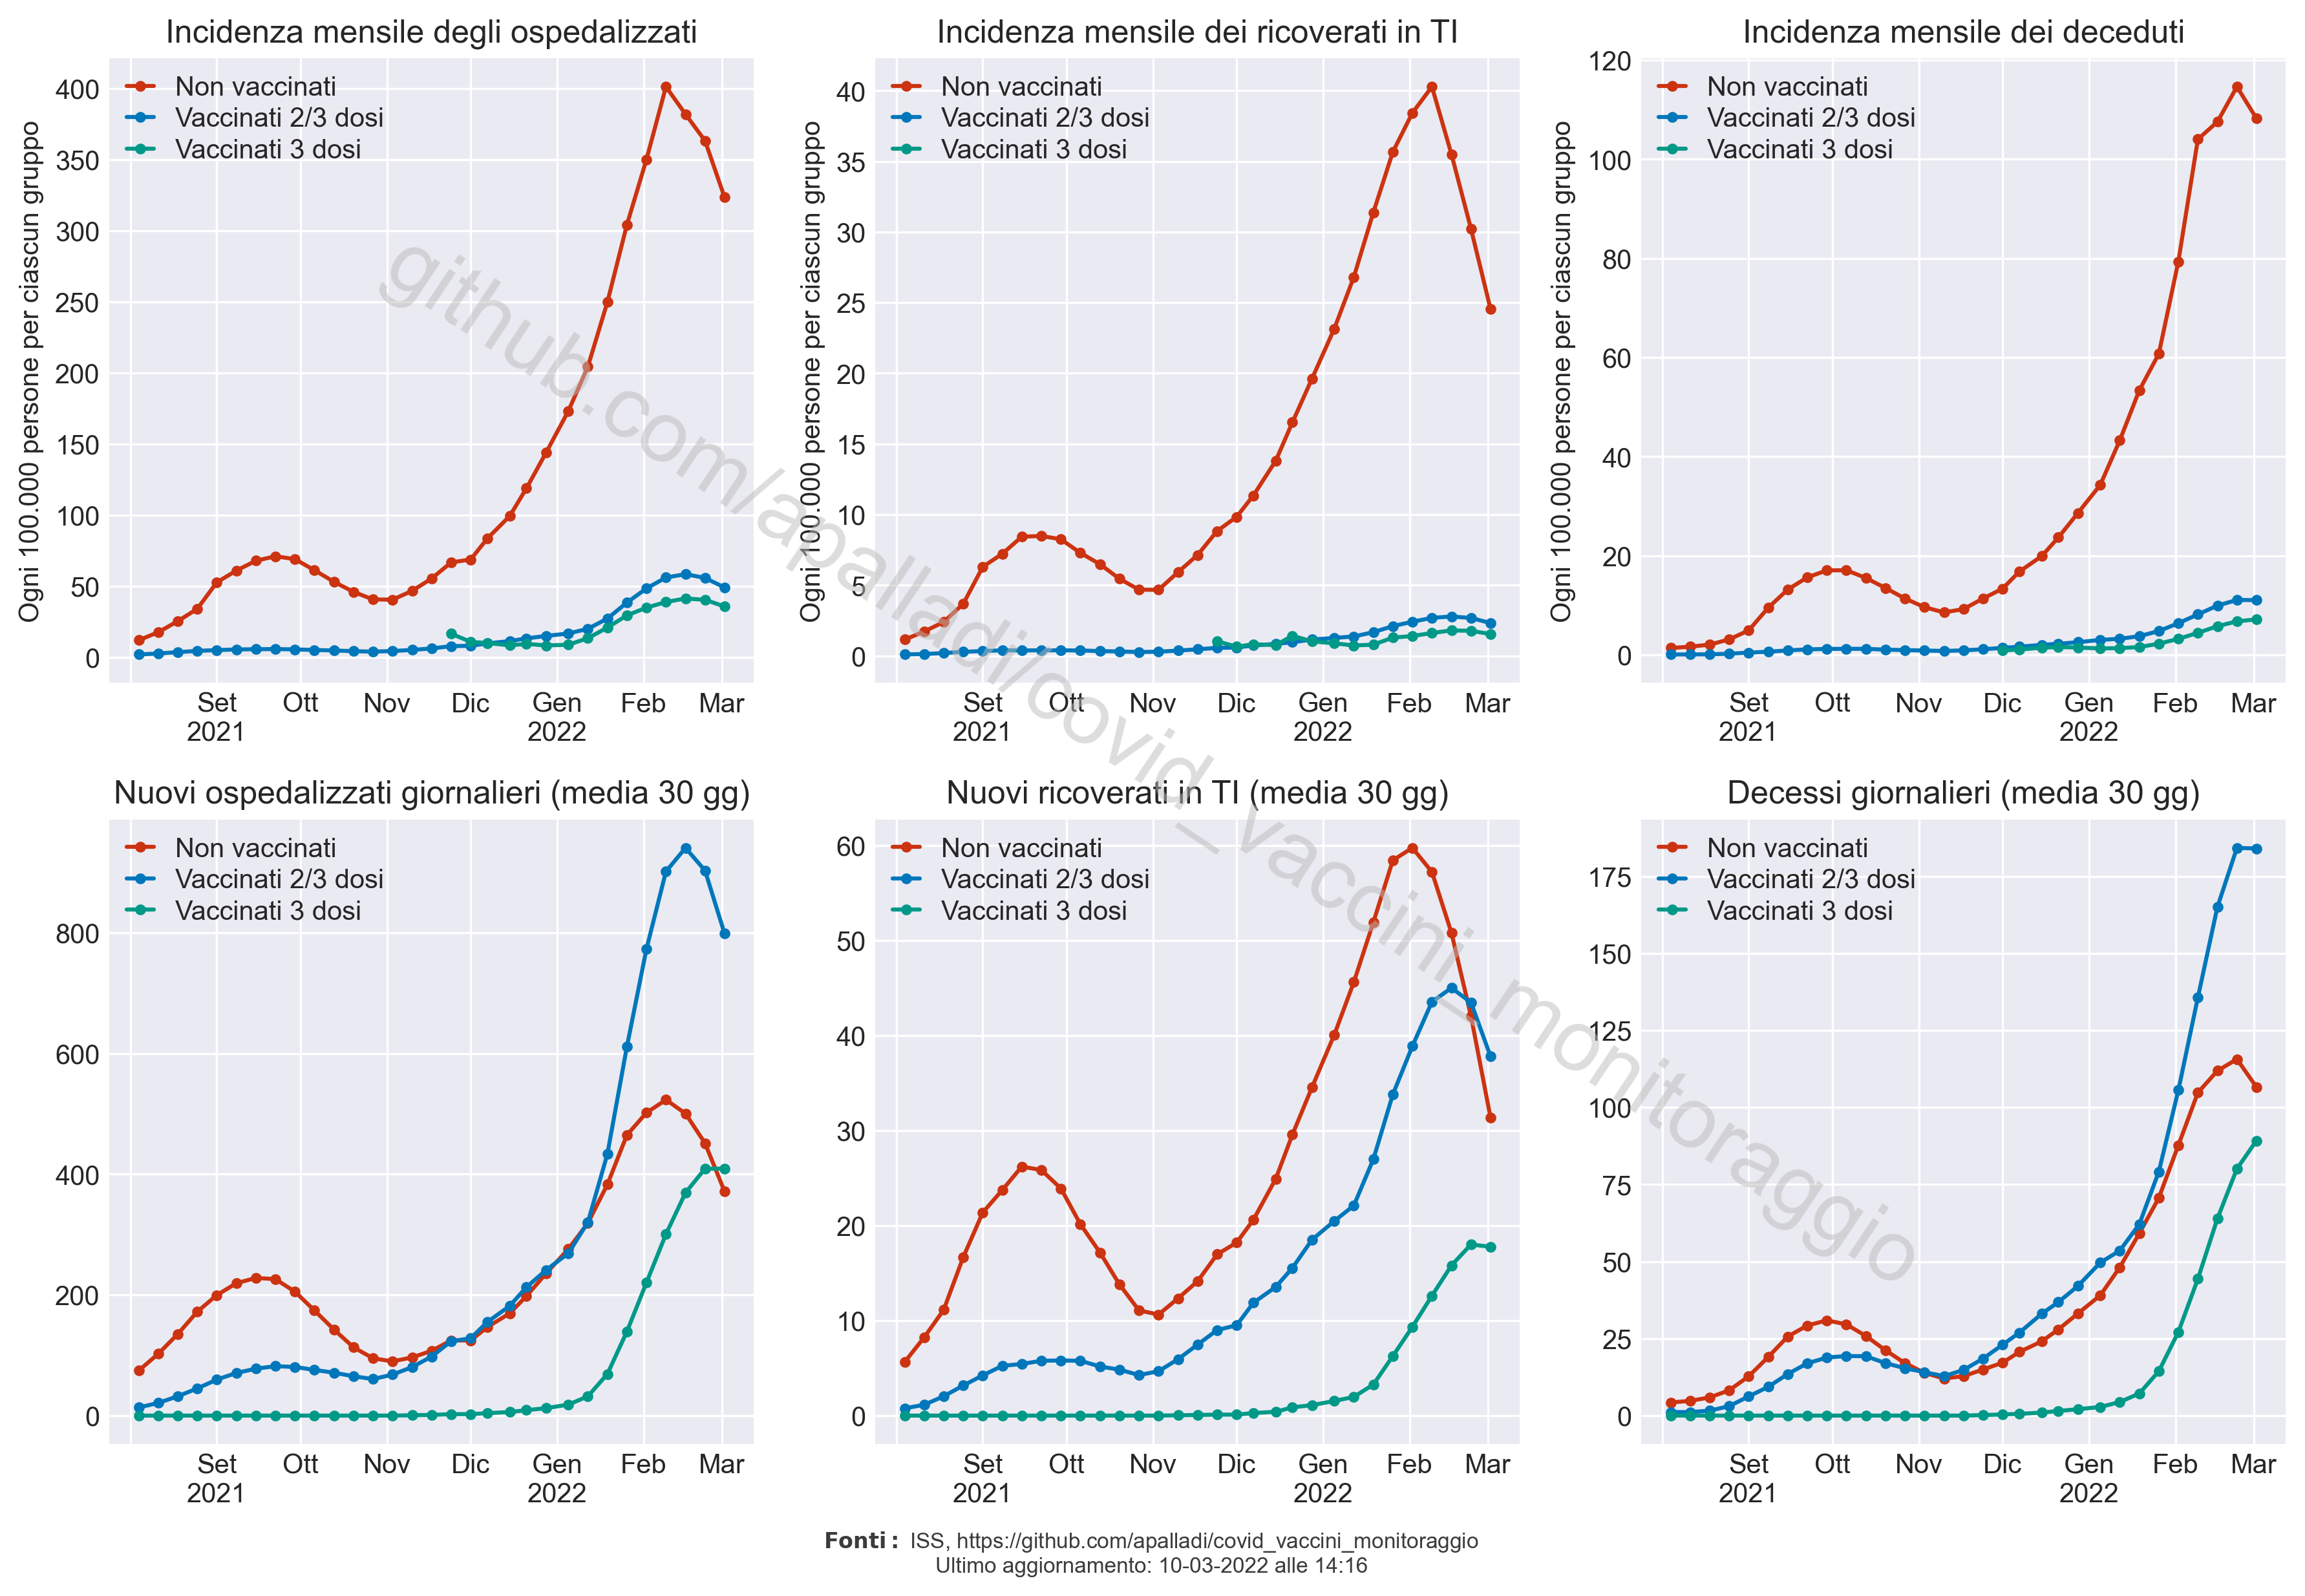 Incidenza mensile degli ospedalizzati
Ogni 100.000 persone per ciascun gruppo
400
350
300
250
200
150
100
50
0
Non vaccinati
Vaccinati 2/3 dosi
Vaccinati 3 dosi
Set Ott Nov Dic Gen Feb Mar
2021 2022
Incidenza mensile dei ricoverati in TI
Ogni 100.000 persone per ciascun gruppo
40
35
30
25
20
15
10
5
0
Non vaccinati
Vaccinati 2/3 dosi
Vaccinati 3 dosi
Set Ott Nov Dic Gen Feb Mar
2021 2022
Incidenza mensile dei deceduti
Ogni 100.000 persone per ciascun gruppo
120
100
80
60
40
20
0
Non vaccinati
Vaccinati 2/3 dosi
Vaccinati 3 dosi
Set Ott Nov Dic Gen Feb Mar
2021 2022
Nuovi ospedalizzati giornalieri (media 30 gg)
800
600
400
200
0
Non vaccinati
Vaccinati 2/3 dosi
Vaccinati 3 dosi
Set Ott Nov Dic Gen Feb Mar
2021 2022
Nuovi ricoverati in TI (media 30 gg)
60
50
40
30
20
10
0
Non vaccinati
Vaccinati 2/3 dosi
Vaccinati 3 dosi
Set Ott Nov Dic Gen Feb Mar
2021 2022
Decessi giornalieri (media 30 gg)
175
150
125
100
75
50
25
0
Non vaccinati
Vaccinati 2/3 dosi
Vaccinati 3 dosi
Set Ott Nov Dic Gen Feb Mar
2021 2022
github.com/apalladi/covid_vaccini_monitoraggio
Fonti: ISS, https://github.com/apalladi/covid_vaccini_monitoraggio
Ultimo aggiornamento: 10-03-2022 alle 14:16